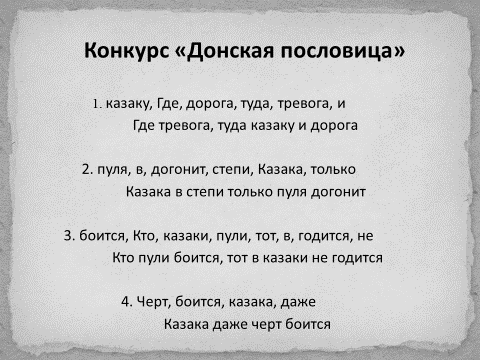 Конкурс «Донская пословица»
1. казаку, Где, дорога, туда, тревога, и
Где тревога, туда казаку и дорога
2. пуля, в, догонит, степи, Казака, только
Казака в степи только пуля догонит
3. боится, Кто, казаки, пули, тот, в, годится, не
Кто пули боится, тот в казаки не годится
4. Черт, боится, казака, даже
Казака даже черт боится